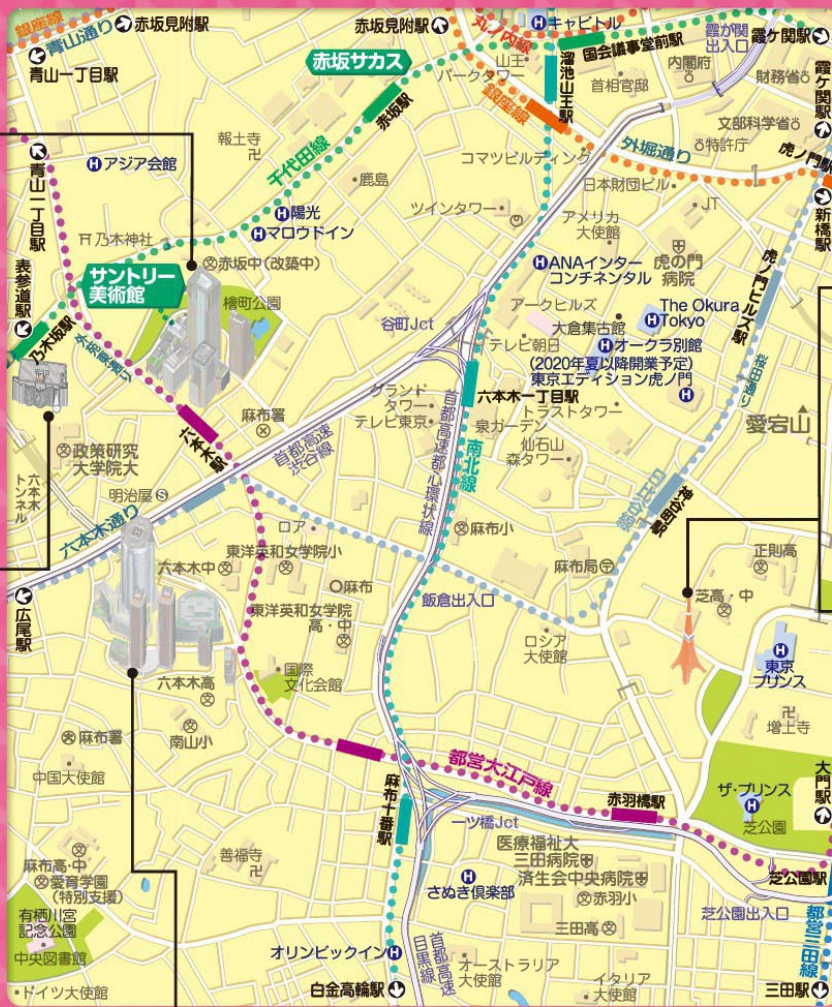 銀座線
青山通り
赤坂見附駅
青山一丁目駅
赤坂見附駅
丸ノ内線
キャピトル
国会議事堂前駅
霞が関
出入口
霞ケ関駅
赤坂サカス
赤坂駅
山王
パークタワー
溜池山王駅
首相官邸
内閣府
財務省
霞ケ関駅
銀座線
文部科学省
特許庁
虎ノ門駅
報土寺
千代田線
コマツビルディング
外堀通り
青山一丁目駅
アジア会館
鹿島
日本財団ビル
JT
新橋駅
陽光
マロウドイン
ツインタワー
アメリカ
大使館
乃木神社
赤坂中(改築中)
虎の門
病院
虎ノ門ヒルズ駅
表参道駅
サントリー
美術館
ANAインター
コンチネンタル
檜町公園
アークヒルズ
The Okura
Tokyo
谷町Jct
大倉集古館
乃木坂駅
外苑東通り
テレビ朝日
オークラ別館
(2020年夏以降開業予定)
東京エディション虎ノ門
桜田通り
六本木一丁目駅
グランド
タワー
テレビ東京
トラストタワー
泉ガーデン
愛宕山
麻布署
六本木駅
首都高速
渋谷線
首都高速都心環状線
南北線
仙石山
森タワー
政策研究
大学院大
日比谷線
神谷町駅
六本木
トンネル
明治屋
六本木通り
ロア
麻布小
東洋英和女学院小
六本木中
麻布局
正則高
芝高・中
麻布
飯倉出入口
広尾駅
東洋英和女学院
高・中
ロシア
大使館
東京
プリンス
国際
文化会館
六本木高
増上寺
麻布署
南山小
中国大使館
都営大江戸線
大門駅
麻布十番駅
赤羽橋駅
ザ・プリンス
芝公園
一ツ橋Jct
医療福祉大
三田病院
善福寺
麻布高・中
愛育学園
(特別支援)
さぬき倶楽部
済生会中央病院
赤羽小
芝公園駅
芝公園出入口
有栖川宮
記念公園
中央図書館
三田高
都営三田線
オリンピックイン
首都高速
目黒線
オーストラリア
大使館
イタリア
大使館
ドイツ大使館
白金高輪駅
三田駅